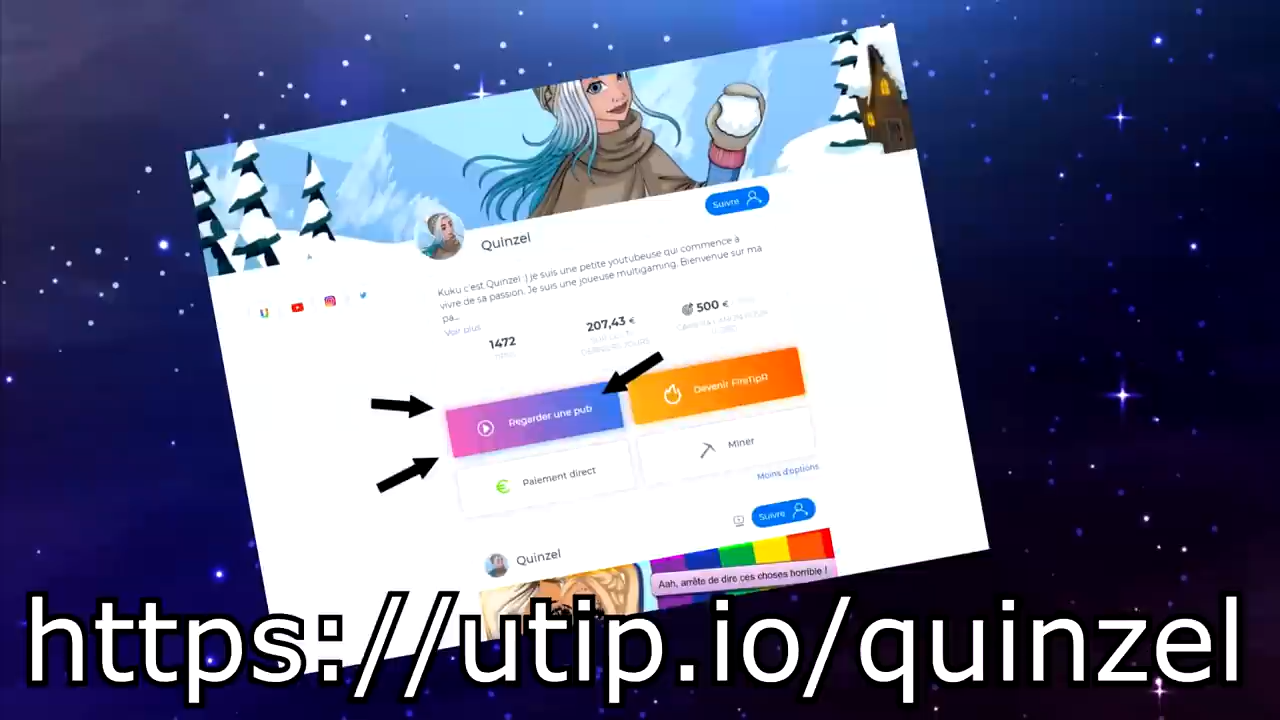 Suivre
Quinzel
Kuku c'est Quinzel :) je suis une petite youtubeuse qui commence à
vivre de sa passion. Je suis une joueuse multigaming. Bienvenue sur ma
pa...
Voir plus
1472
207,43 €
500 €
Regarder une pub
Devenir FireTipR
Paiement direct
Miner
Moins d'options
Suivre
Quinzel
Aah, arrête de dire ces choses horrible !
https://utip.io/quinzel